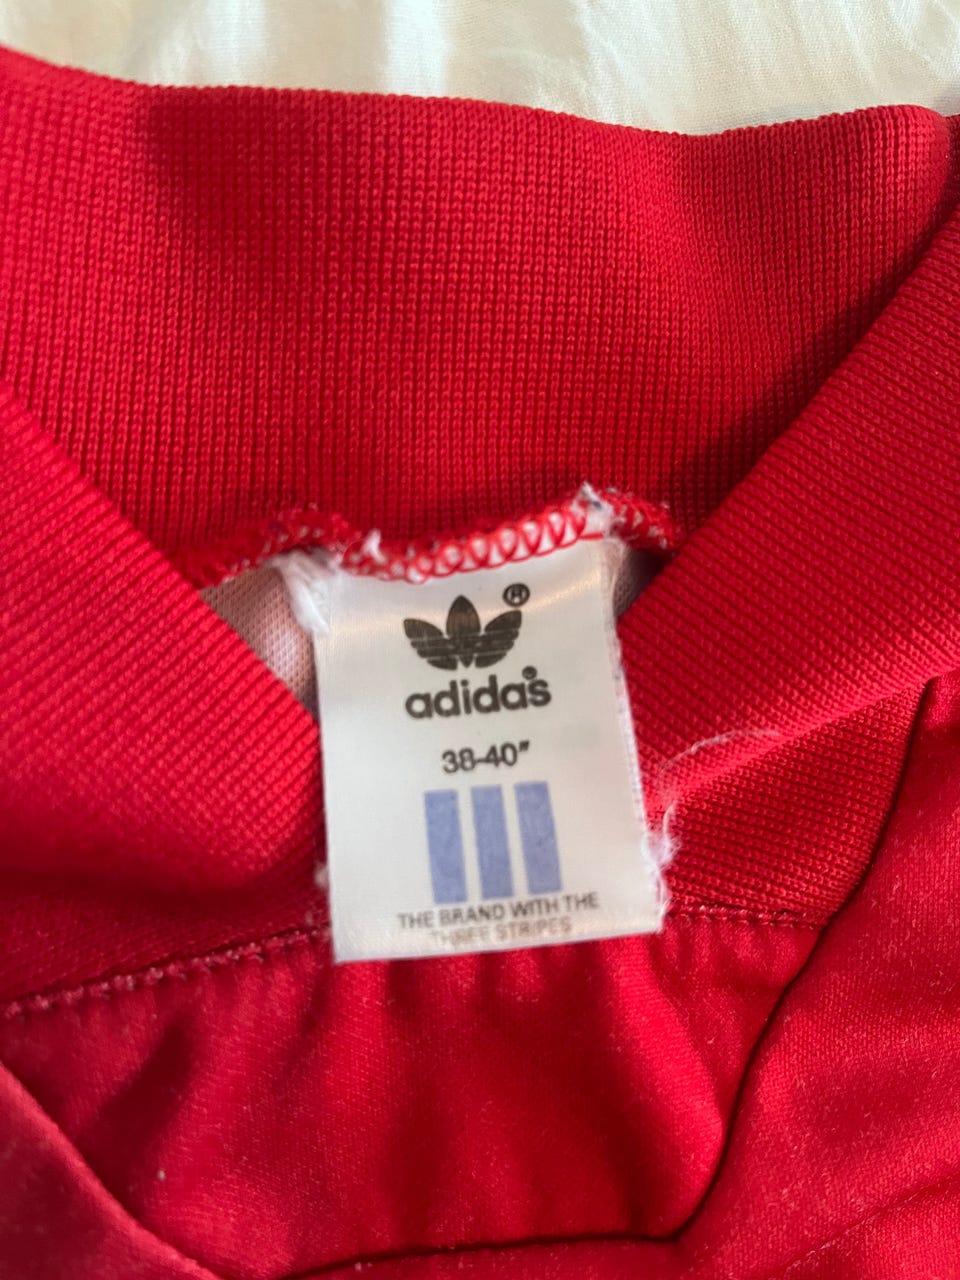 ®
adidas
38-40"
THE BRAND WITH THE
THREE STRIPES